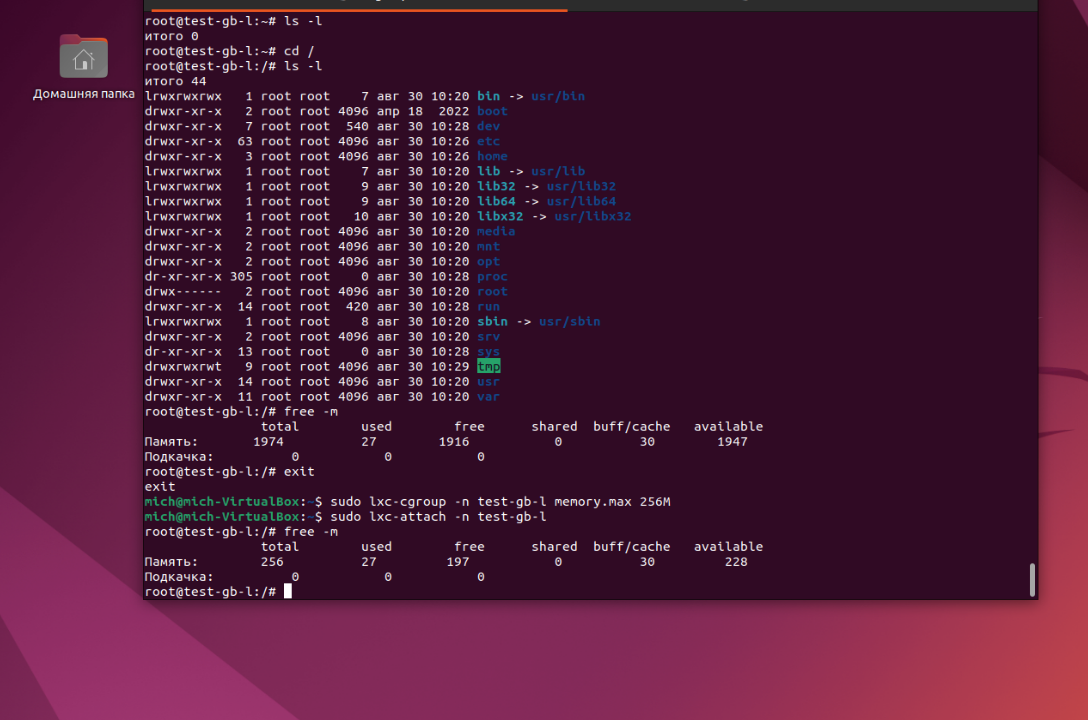 root@test-gb-l:~# ls -l
итого 0
root@test-gb-l:~# cd /
root@test-gb-l:/# ls -l
итого 44
lrwxrwxrwx   1 root root    7 авг 30 10:20 bin -> usr/bin
drwxr-xr-x   2 root root 4096 апр 18  2022 boot
drwxr-xr-x   7 root root  540 авг 30 10:28 dev
drwxr-xr-x  63 root root 4096 авг 30 10:26 etc
drwxr-xr-x   3 root root 4096 авг 30 10:26 home
lrwxrwxrwx   1 root root    7 авг 30 10:20 lib -> usr/lib
lrwxrwxrwx   1 root root    9 авг 30 10:20 lib32 -> usr/lib32
lrwxrwxrwx   1 root root    9 авг 30 10:20 lib64 -> usr/lib64
lrwxrwxrwx   1 root root   10 авг 30 10:20 libx32 -> usr/libx32
drwxr-xr-x   2 root root 4096 авг 30 10:20 media
drwxr-xr-x   2 root root 4096 авг 30 10:20 mnt
drwxr-xr-x   2 root root 4096 авг 30 10:20 opt
dr-xr-xr-x 305 root root    0 авг 30 10:28 proc
drwx------   2 root root 4096 авг 30 10:20 root
drwxr-xr-x  14 root root  420 авг 30 10:28 run
lrwxrwxrwx   1 root root    8 авг 30 10:20 sbin -> usr/sbin
drwxr-xr-x   2 root root 4096 авг 30 10:20 srv
dr-xr-xr-x  13 root root    0 авг 30 10:28 sys
drwxrwxrwt   9 root root 4096 авг 30 10:29 tmp
drwxr-xr-x  14 root root 4096 авг 30 10:20 usr
drwxr-xr-x  11 root root 4096 авг 30 10:20 var
root@test-gb-l:/# free -m
total        used        free      shared  buff/cache   available
Память:       1974          27        1916           0          30        1947
Подкачка:          0           0           0
root@test-gb-l:/# exit
exit
mich@mich-VirtualBox:~$ sudo lxc-cgroup -n test-gb-l memory.max 256M
mich@mich-VirtualBox:~$ sudo lxc-attach -n test-gb-l
root@test-gb-l:/# free -m
total        used        free      shared  buff/cache   available
Память:        256          27         197           0          30         228
Подкачка:          0           0           0
root@test-gb-l:/#
Домашняя папка